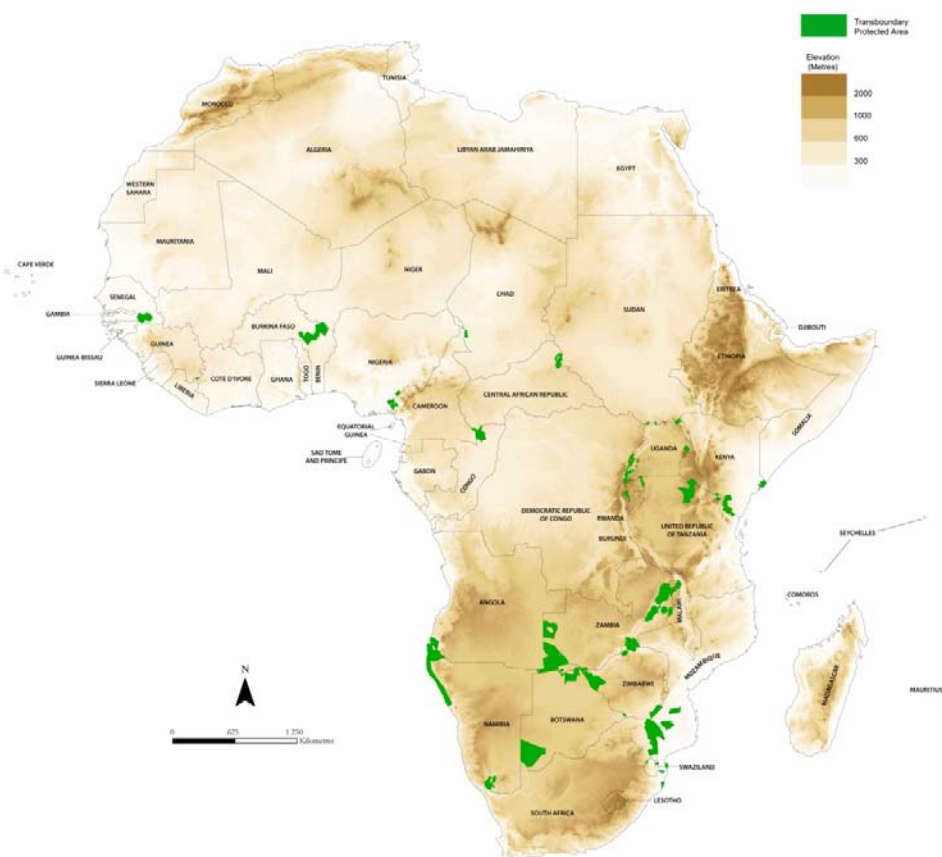 Transboundary
Protected Area
Elevation
(Metres)
2000
1000
600
300
TUNISIA
MOROCCO
ALGERIA
LIBYAN ARAB JAMAHIRIYA
EGYPT
WESTERN
SAHARA
MAURITANIA
MALI
NIGER
CHAD
SUDAN
ERITREA
CAPE VERDE
SENEGAL
GAMBIA
BURKINA FASO
DJIBOUTI
GUINEA BISSAU
GUINEA
NIGERIA
ETHIOPIA
SIERRA LEONE
LIBERIA
COTE D'IVOIRE
GHANA
TOGO
BENIN
CAMEROON
CENTRAL AFRICAN REPUBLIC
SOMALIA
EQUATORIAL
GUINEA
SAO TOME
AND PRINCIPE
GABON
CONGO
UGANDA
KENYA
DEMOCRATIC REPUBLIC
OF CONGO
RWANDA
BURUNDI
UNITED REPUBLIC
OF TANZANIA
SEYCHELLES
COMOROS
ANGOLA
ZAMBIA
MALAWI
MOZAMBIQUE
ZIMBABWE
MADAGASCAR
MAURITIUS
NAMIBIA
BOTSWANA
SWAZILAND
LESOTHO
SOUTH AFRICA
N
0 625 1 250
Kilometres